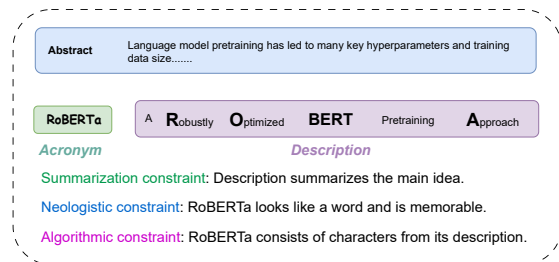 Abstract Language model pretraining has led to many key hyperparameters and training
data size.......
RoBERTa A Robustly Optimized BERT Pretraining Approach
Acronym Description
Summarization constraint: Description summarizes the main idea.
Neologistic constraint: RoBERTa looks like a word and is memorable.
Algorithmic constraint: RoBERTa consists of characters from its description.